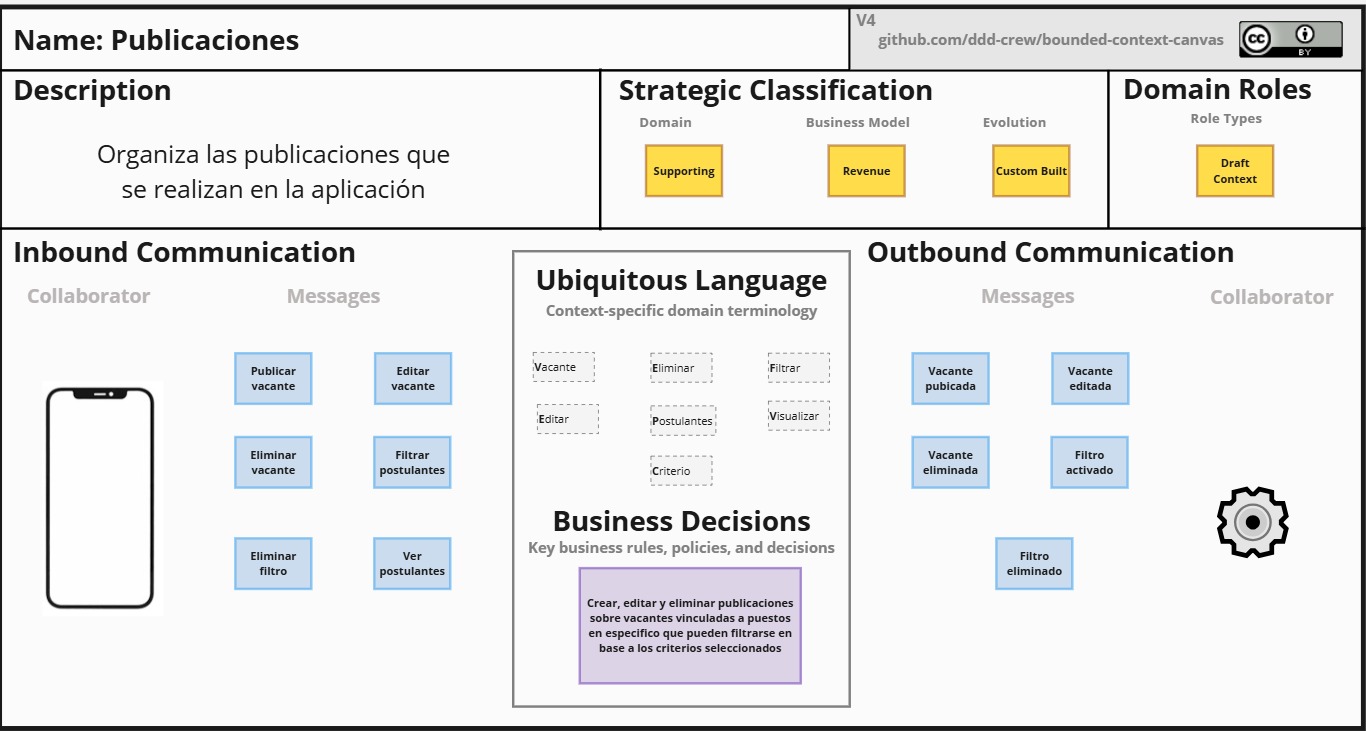 Name: Publicaciones
V4
github.com/ddd-crew/bounded-context-canvas
CC
BY
Description
Organiza las publicaciones que
se realizan en la aplicación
Strategic Classification
Domain
Business Model
Evolution
Supporting
Revenue
Custom Built
Domain Roles
Role Types
Draft
Context
Inbound Communication
Collaborator
Messages
Publicar
vacante
Editar
vacante
Eliminar
vacante
Filtrar
postulantes
Eliminar
filtro
Ver
postulantes
Ubiquitous Language
Context-specific domain terminology
Vacante
Eliminar
Filtrar
Editar
Postulantes
Visualizar
Criterio
Business Decisions
Key business rules, policies, and decisions
Crear, editar y eliminar publicaciones
sobre vacantes vinculadas a puestos
en especifico que pueden filtrarse en
base a los criterios seleccionados
Outbound Communication
Messages
Collaborator
Vacante
pubicada
Vacante
editada
Vacante
eliminada
Filtro
activado
Filtro
eliminado